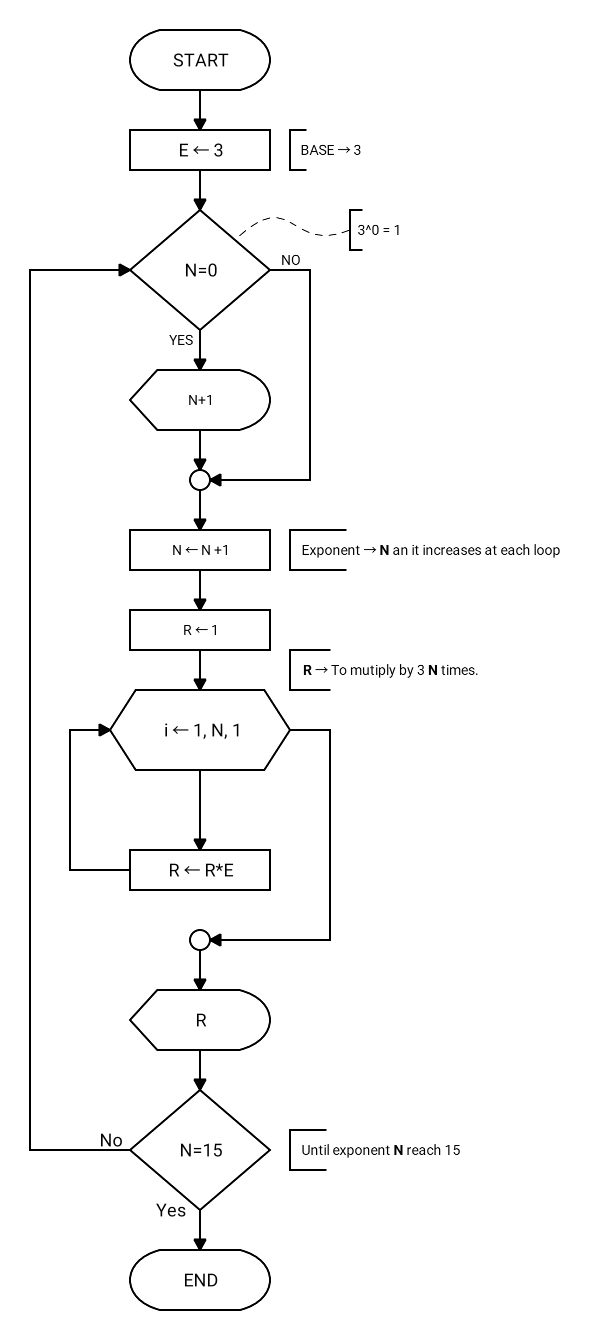 START
E ← 3
BASE → 3
3^0 = 1
N=0
NO
YES
N+1
N ← N +1
Exponent → N an it increases at each loop
R ← 1
R → To mutiply by 3 N times.
i ← 1, N, 1
R ← R*E
R
No
N=15
Until exponent N reach 15
Yes
END